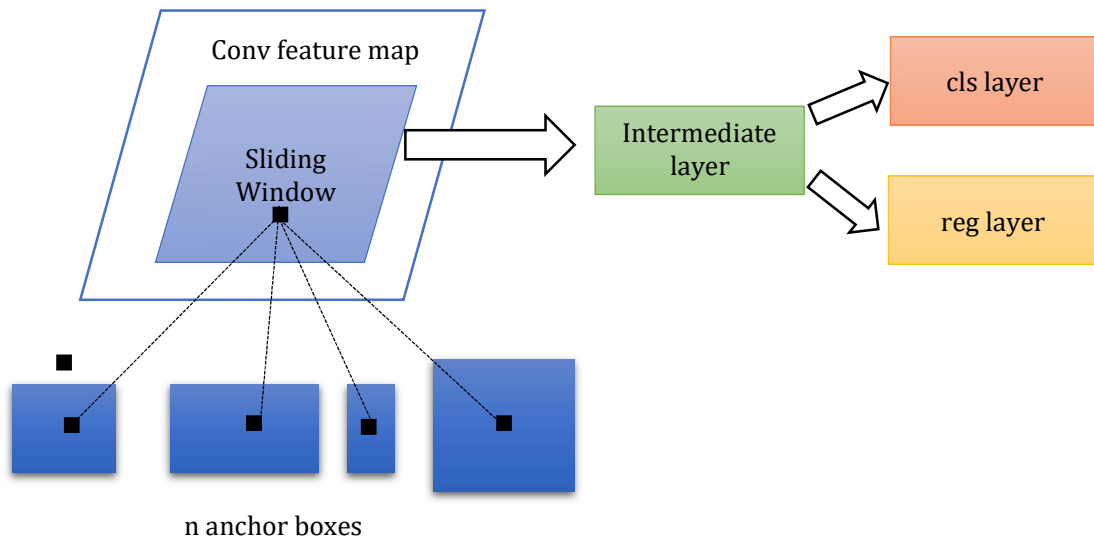 Conv feature map
Sliding
Window
Intermediate
layer
cls layer
reg layer
n anchor boxes